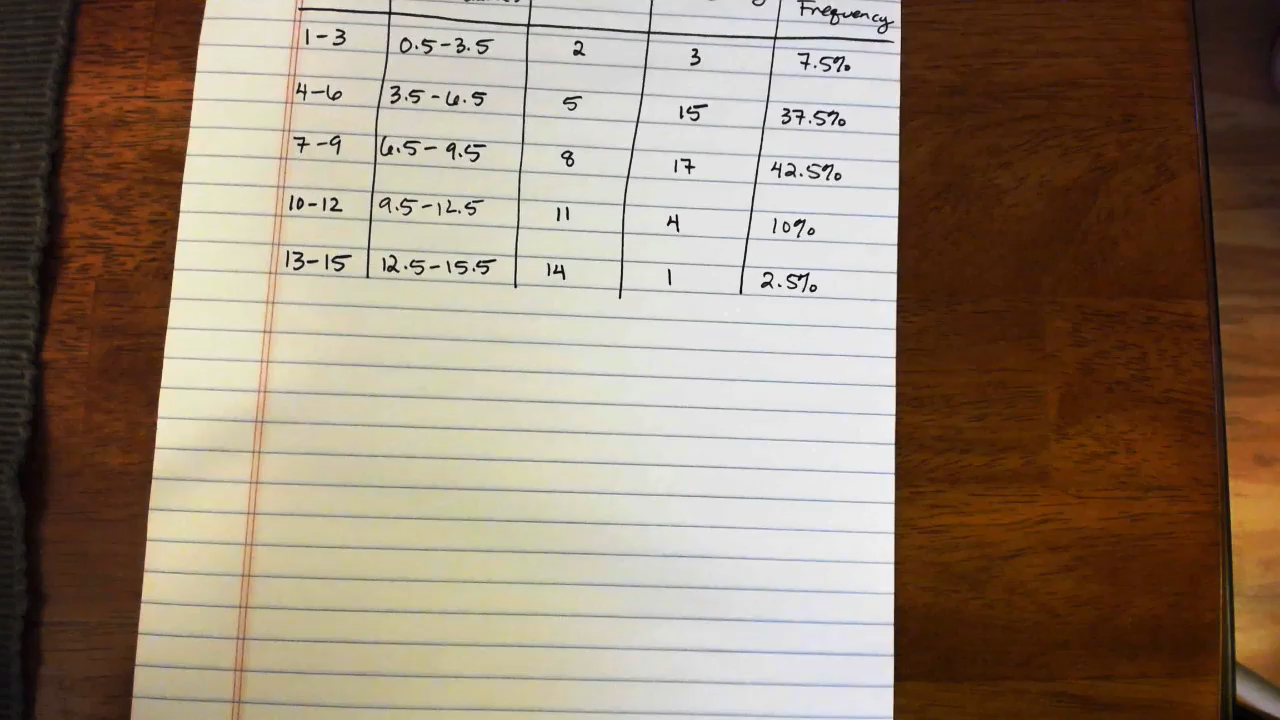 Frequency
1-3 0.5-3.5 2 3 7.5%
4-6 3.5-6.5 5 15 37.5%
7-9 6.5-9.5 8 17 42.5%
10-12 9.5-12.5 11 4 10%
13-15 12.5-15.5 14 1 2.5%